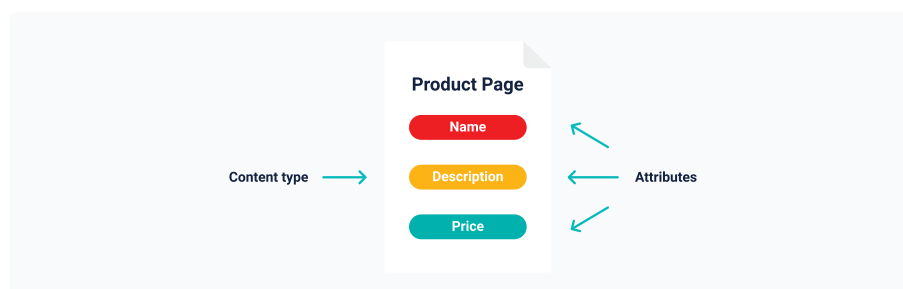 Product Page
Name
Content type
Description
Attributes
Price